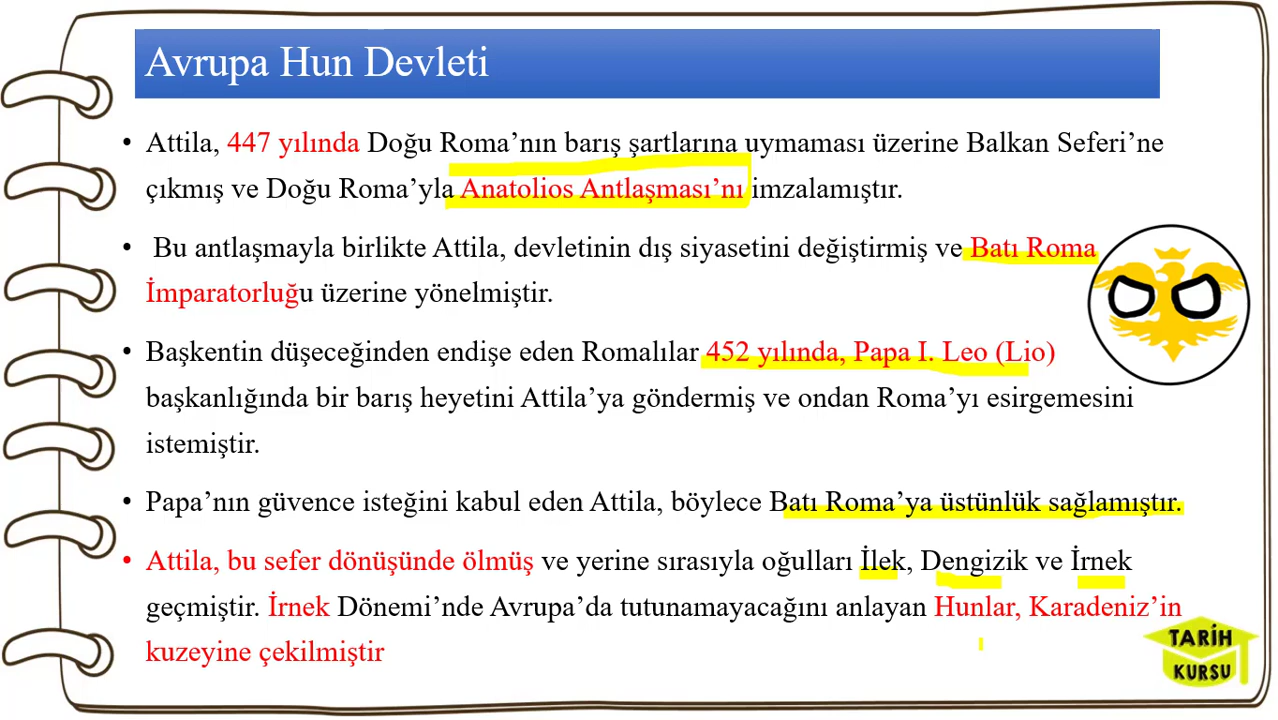 Avrupa Hun Devleti
• Attila, 447 yılında Doğu Roma’nın barış şartlarına uymaması üzerine Balkan Seferi’ne
çıkmış ve Doğu Roma’yla Anatolios Antlaşması’nı imzalamıştır.
• Bu antlaşmayla birlikte Attila, devletinin dış siyasetini değiştirmiş ve Batı Roma
İmparatorluğu üzerine yönelmiştir.
• Başkentin düşeceğinden endişe eden Romalılar 452 yılında, Papa I. Leo (Lio)
başkanlığında bir barış heyetini Attila’ya göndermiş ve ondan Roma’yı esirgemesini
istemiştir.
• Papa’nın güvence isteğini kabul eden Attila, böylece Batı Roma’ya üstünlük sağlamıştır.
• Attila, bu sefer dönüşünde ölmüş ve yerine sırasıyla oğulları İlek, Dengizik ve İrnek
geçmiştir. İrnek Dönemi’nde Avrupa’da tutunamayacağını anlayan Hunlar, Karadeniz’in
kuzeyine çekilmiştir
TARİH
KURSU